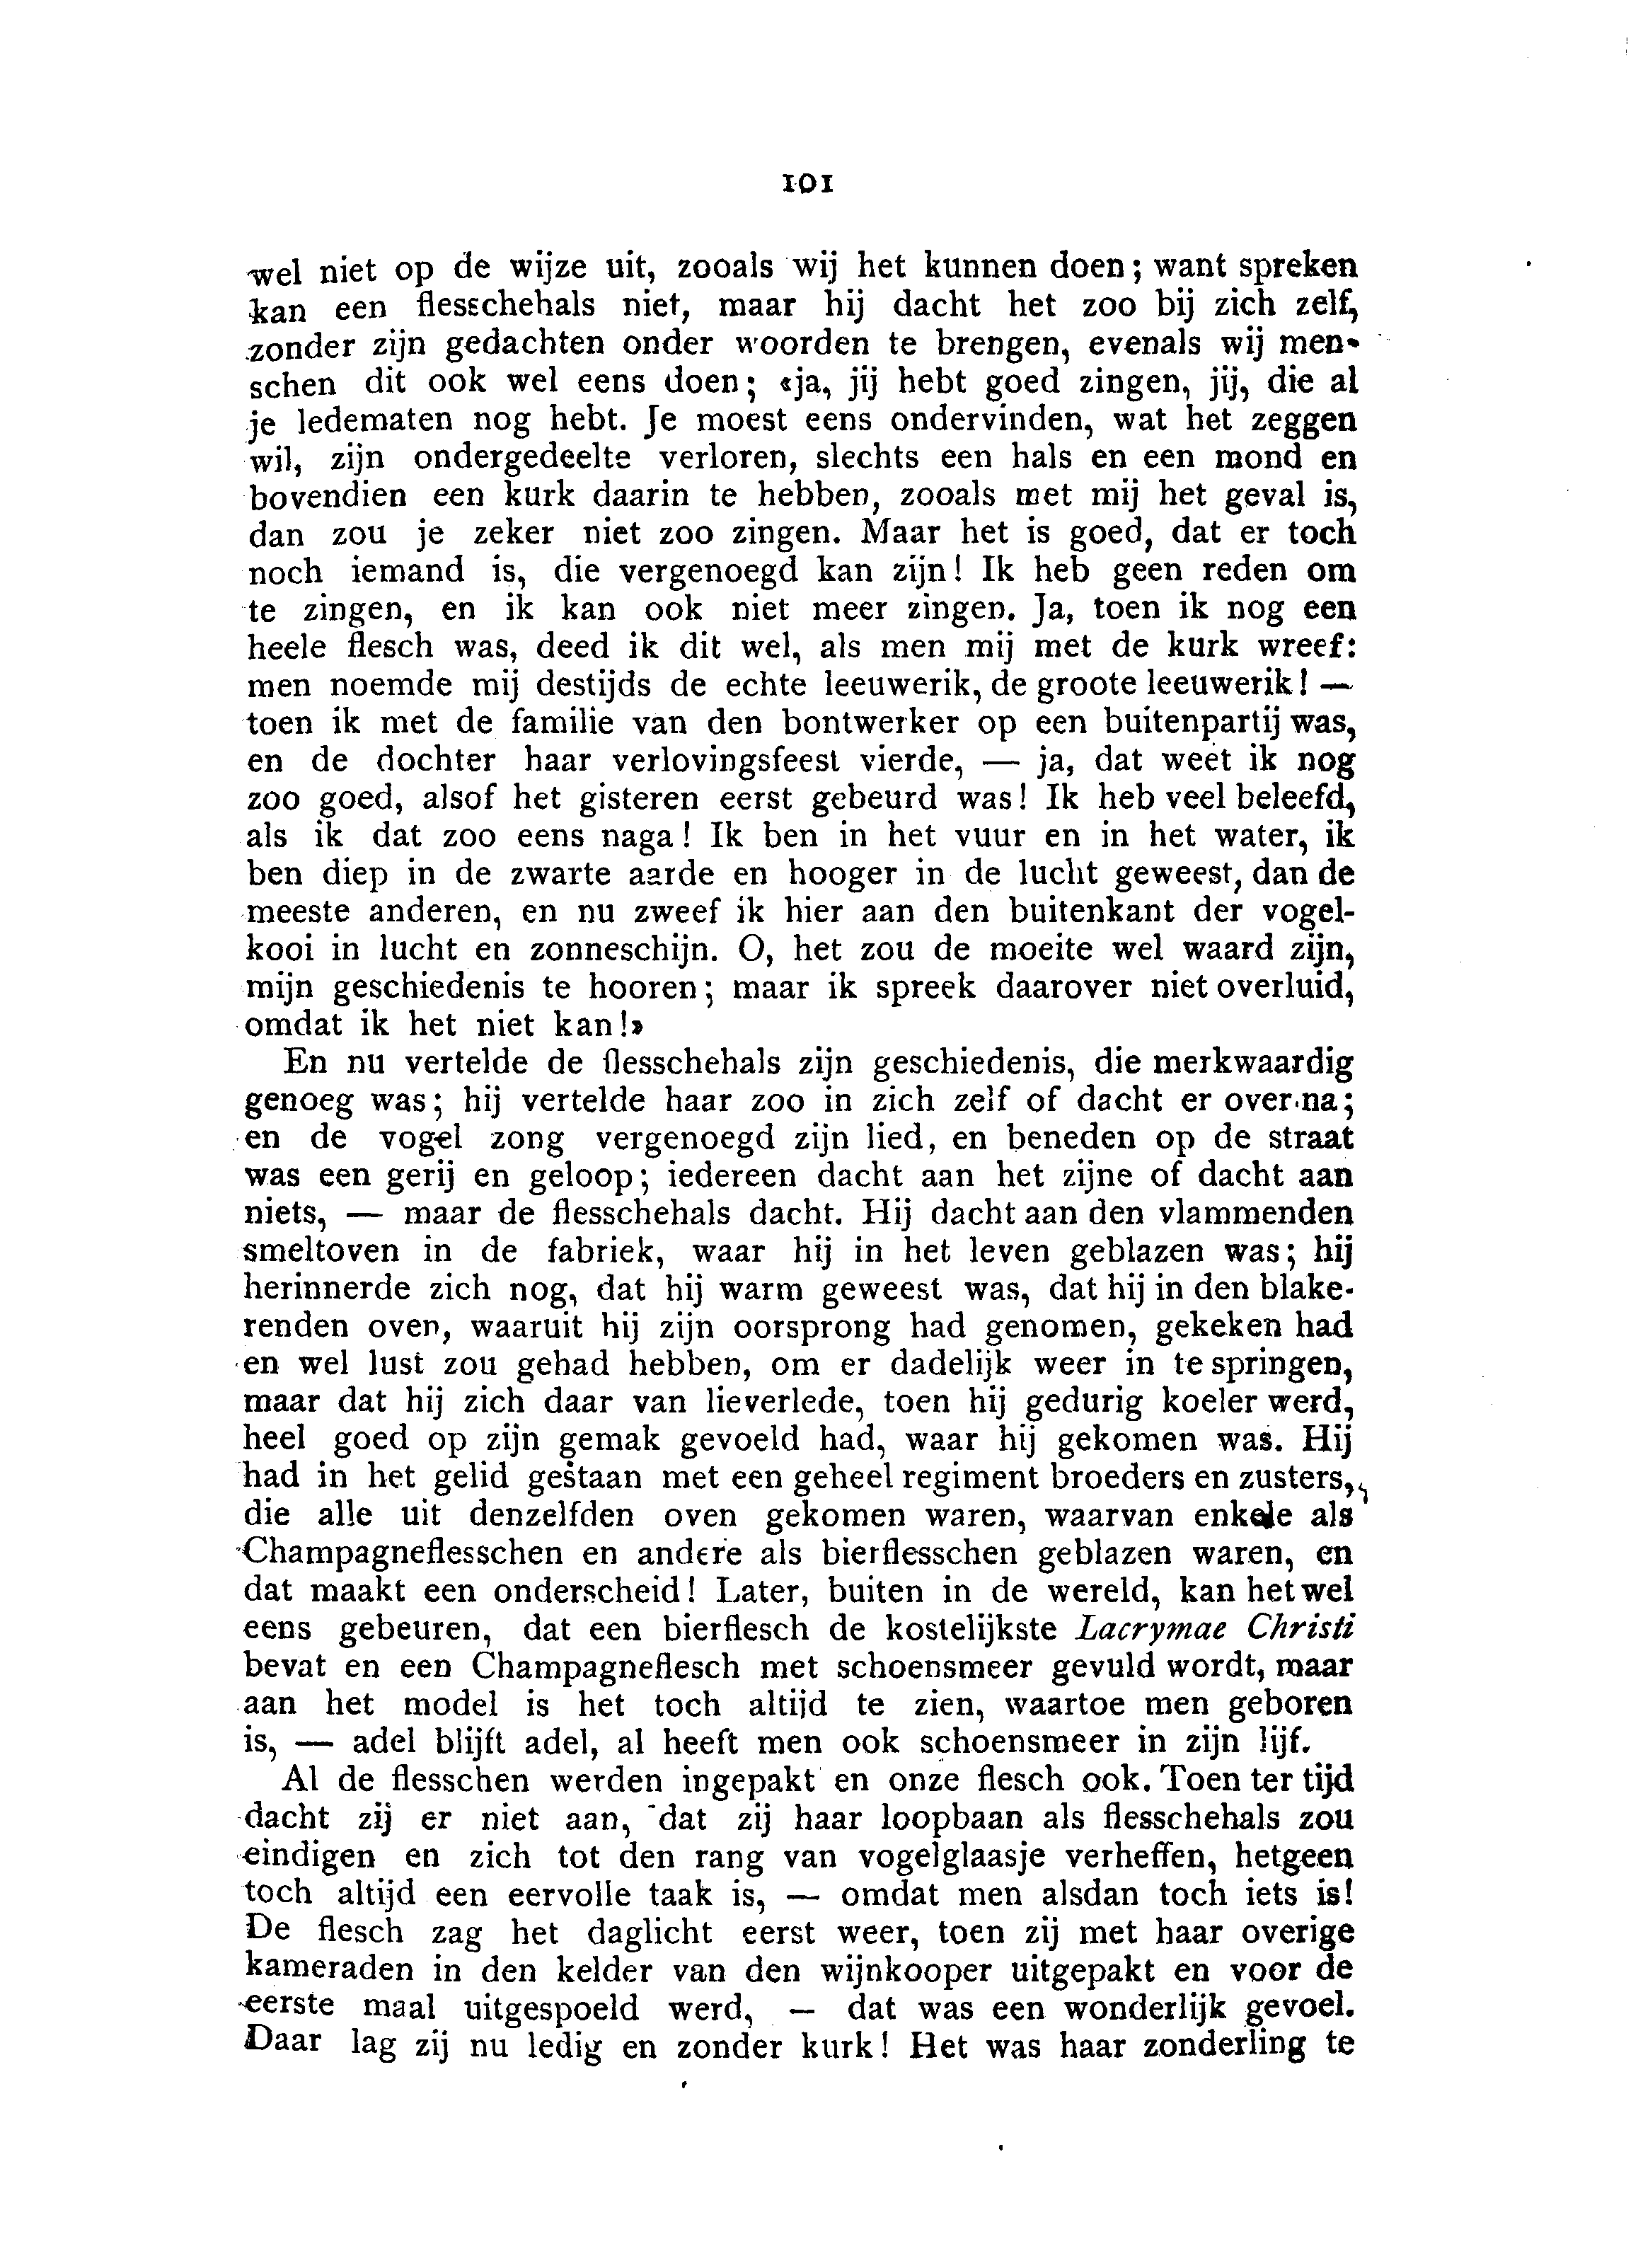 101
wel niet op de wijze uit, zooals wij het kunnen doen; want spreken
kan een flesschehals niet, maar hij dacht het zoo bij zich zelf,
zonder zijn gedachten onder woorden te brengen, evenals wij men-
schen dit ook wel eens doen; «ja, jij hebt goed zingen, jij, die al
je ledematen nog hebt. Je moest eens ondervinden, wat het zeggen
wil, zijn ondergedeelte verloren, slechts een hals en een mond en
bovendien een kurk daarin te hebben, zooals met mij het geval is,
dan zou je zeker niet zoo zingen. Maar het is goed, dat er toch
noch iemand is, die vergenoegd kan zijn! Ik heb geen reden om
te zingen, en ik kan ook niet meer zingen. Ja, toen ik nog een
heele flesch was, deed ik dit wel, als men mij met de kurk wreef:
men noemde mij destijds de echte leeuwerik, de groote leeuwerik! —
toen ik met de familie van den bontwerker op een buitenpartij was,
en de dochter haar verlovingsfeest vierde, — ja, dat weet ik nog
zoo goed, alsof het gisteren eerst gebeurd was! Ik heb veel beleefd,
als ik dat zoo eens naga! Ik ben in het vuur en in het water, ik
ben diep in de zwarte aarde en hooger in de lucht geweest, dan de
meeste anderen, en nu zweef ik hier aan den buitenkant der vogel-
kooi in lucht en zonneschijn. O, het zou de moeite wel waard zijn,
mijn geschiedenis te hooren; maar ik spreek daarover niet overluid,
omdat ik het niet kan!»
En nu vertelde de flesschehals zijn geschiedenis, die merkwaardig
genoeg was; hij vertelde haar zoo in zich zelf of dacht er over na;
en de vogel zong vergenoegd zijn lied, en beneden op de straat
was een gerij en geloop; iedereen dacht aan het zijne of dacht aan
niets, — maar de flesschehals dacht. Hij dacht aan den vlammenden
smeltoven in de fabriek, waar hij in het leven geblazen was; hij
herinnerde zich nog, dat hij warm geweest was, dat hij in den blake-
renden oven, waaruit hij zijn oorsprong had genomen, gekeken had
en wel lust zou gehad hebben, om er dadelijk weer in te springen,
maar dat hij zich daar van lieverlede, toen hij gedurig koeler werd,
heel goed op zijn gemak gevoeld had, waar hij gekomen was. Hij
had in het gelid gestaan met een geheel regiment broeders en zusters,
die alle uit denzelfden oven gekomen waren, waarvan enkele als
Champagneflesschen en andere als bierflesschen geblazen waren, en
dat maakt een onderscheid! Later, buiten in de wereld, kan het wel
eens gebeuren, dat een bierflesch de kostelijkste Lacrymae Christi
bevat en een Champagneflesch met schoensmeer gevuld wordt, maar
aan het model is het toch altijd te zien, waartoe men geboren
is, — adel blijft adel, al heeft men ook schoensmeer in zijn lijf.
Al de flesschen werden ingepakt en onze flesch ook. Toen ter tijd
dacht zij er niet aan, dat zij haar loopbaan als flesschehals zou
eindigen en zich tot den rang van vogelglaasje verheffen, hetgeen
toch altijd een eervolle taak is, — omdat men alsdan toch iets is!
De flesch zag het daglicht eerst weer, toen zij met haar overige
kameraden in den kelder van den wijnkooper uitgepakt en voor de
eerste maal uitgespoeld werd, — dat was een wonderlijk gevoel.
Daar lag zij nu ledig en zonder kurk! Het was haar zonderling te